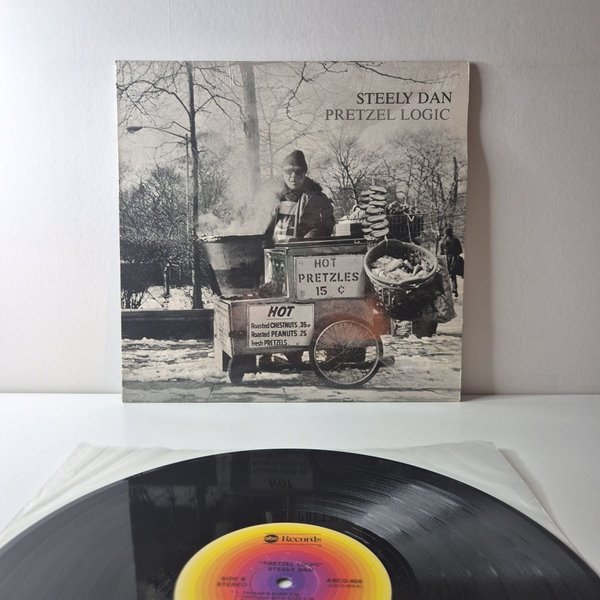 STEELY DAN
PRETZEL LOGIC
HOT
PRETZLES
15 ¢
HOT
Roasted CHESTNUTS .35
Roasted PEANUTS .25
Fresh PRETZELS
abc Records
"PRETZEL LOGIC"
STEELY DAN
SIDE B
STEREO
ABCD-808